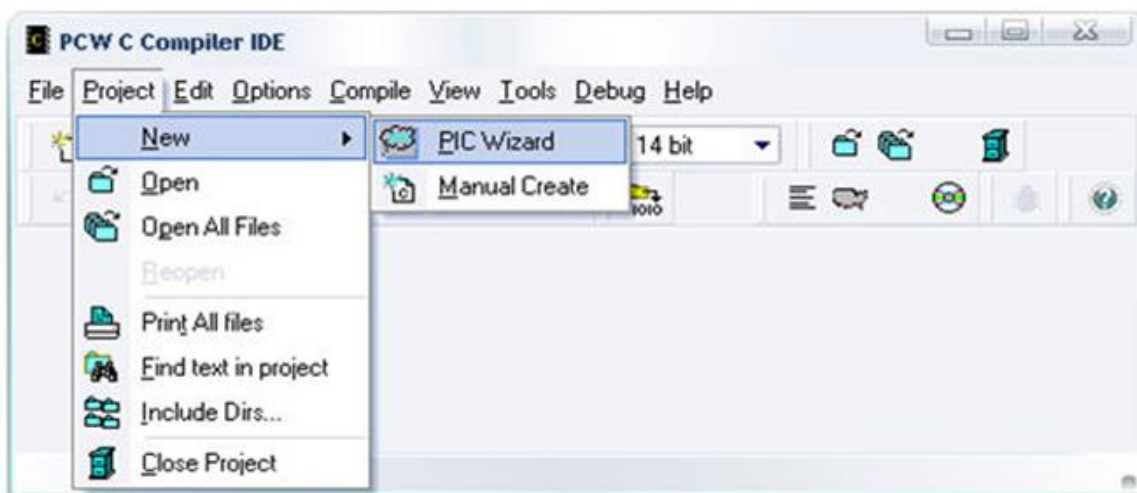 PCW C Compiler IDE
File Project Edit Options Compile View Tools Debug Help
New PIC Wizard 14 bit
Open Manual Create
1010
Open All Files
Reopen
Print All files
Find text in project
Include Dirs...
Close Project